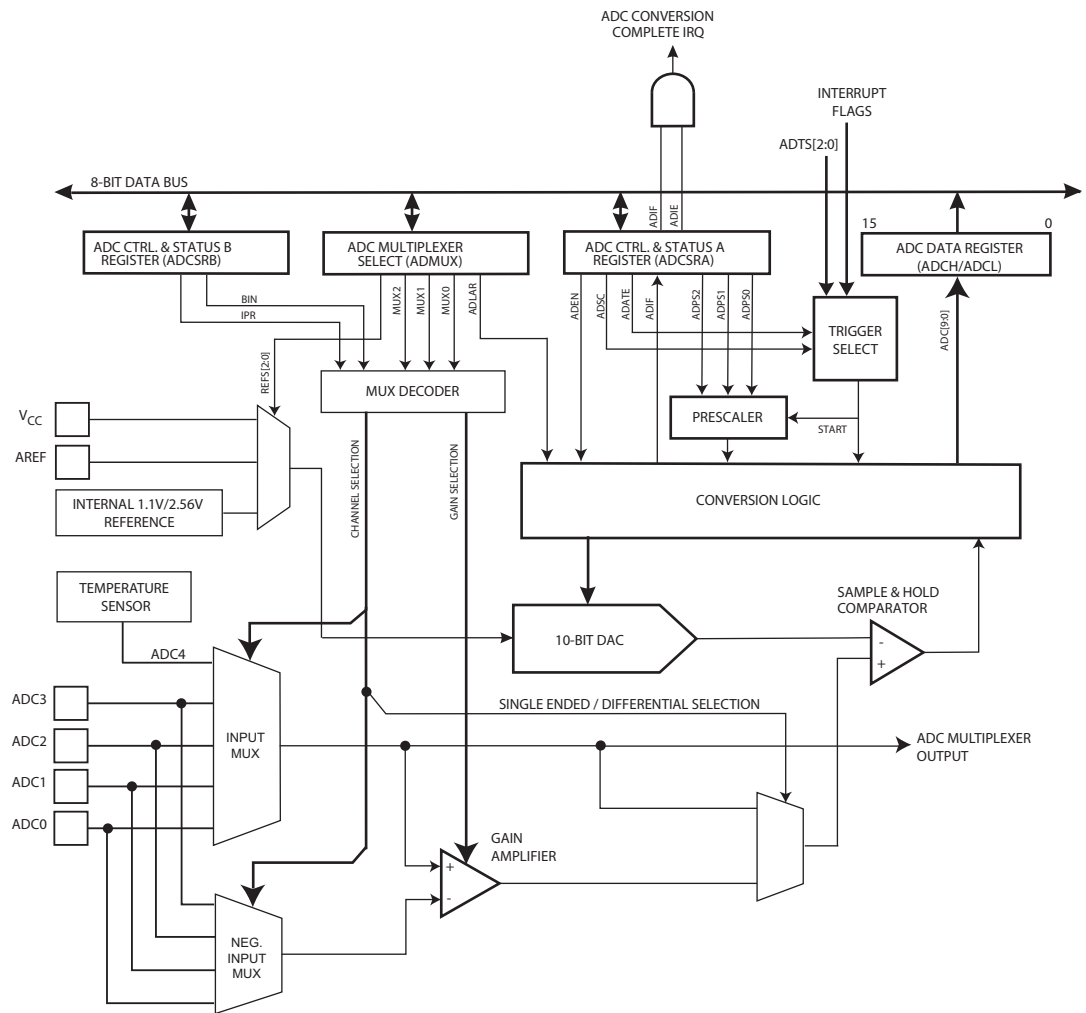 ADC CONVERSION
COMPLETE IRQ
INTERRUPT
FLAGS
ADTS[2:0]
8-BIT DATA BUS
ADIF
ADIE
15
0
ADC CTRL. & STATUS B
REGISTER (ADCSRB)
ADC MULTIPLEXER
SELECT (ADMUX)
ADC CTRL. & STATUS A
REGISTER (ADCSRA)
ADC DATA REGISTER
(ADCH/ADCL)
BIN
IPR
MUX2
MUX1
MUX0
ADLAR
ADEN
ADSC
ADATE
ADIF
ADPS2
ADPS1
ADPS0
TRIGGER
SELECT
ADC[9:0]
REFS[2:0]
MUX DECODER
PRESCALER
START
VCC
AREF
INTERNAL 1.1V/2.56V
REFERENCE
CHANNEL SELECTION
GAIN SELECTION
CONVERSION LOGIC
TEMPERATURE
SENSOR
ADC4
10-BIT DAC
SAMPLE & HOLD
COMPARATOR
-
+
ADC3
ADC2
ADC1
ADC0
INPUT
MUX
SINGLE ENDED / DIFFERENTIAL SELECTION
ADC MULTIPLEXER
OUTPUT
GAIN
AMPLIFIER
+
-
NEG.
INPUT
MUX